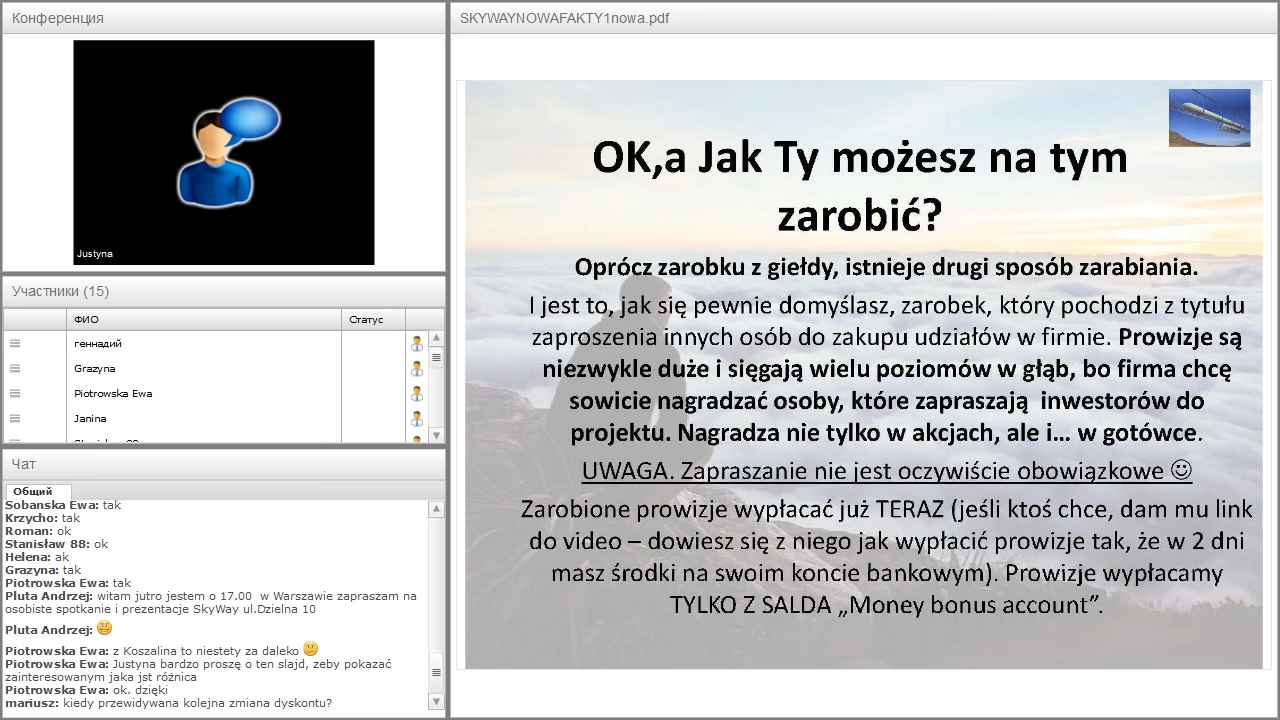 Конференция
Justyna
Участники (15)
ФИО
Статус
геннадий
Grazyna
Piotrowska Ewa
Janina
Чат
Общий
Sobanska Ewa: tak
Krzycho: tak
Roman: ok
Stanisław 88: ok
Helena: ak
Grazyna: tak
Piotrowska Ewa: tak
Pluta Andrzej: witam jutro jestem o 17.00 w Warszawie zapraszam na
osobiste spotkanie i prezentacje SkyWay ul.Dzielna 10
Pluta Andrzej:
Piotrowska Ewa: z Koszalina to niestety za daleko
Piotrowska Ewa: Justyna bardzo proszę o ten slajd, zeby pokazać
zainteresowanym jaka jst róźnica
Piotrowska Ewa: ok. dzięki
mariusz: kiedy przewidywana kolejna zmiana dyskontu?
SKYWAYNOWAFAKTY1nowa.pdf
OK,a Jak Ty możesz na tym
zarobić?
Oprócz zarobku z giełdy, istnieje drugi sposób zarabiania.
I jest to, jak się pewnie domyślasz, zarobek, który pochodzi z tytułu
zaproszenia innych osób do zakupu udziałów w firmie. Prowizje są
niezwykle duże i sięgają wielu poziomów w głąb, bo firma chcę
sowicie nagradzać osoby, które zapraszają inwestorów do
projektu. Nagradza nie tylko w akcjach, ale i... w gotówce.
UWAGA. Zapraszanie nie jest oczywiście obowiązkowe ☺
Zarobione prowizje wypłacać już TERAZ (jeśli ktoś chce, dam mu link
do video – dowiesz się z niego jak wypłacić prowizje tak, że w 2 dni
masz środki na swoim koncie bankowym). Prowizje wypłacamy
TYLKO Z SALDA „Money bonus account”.